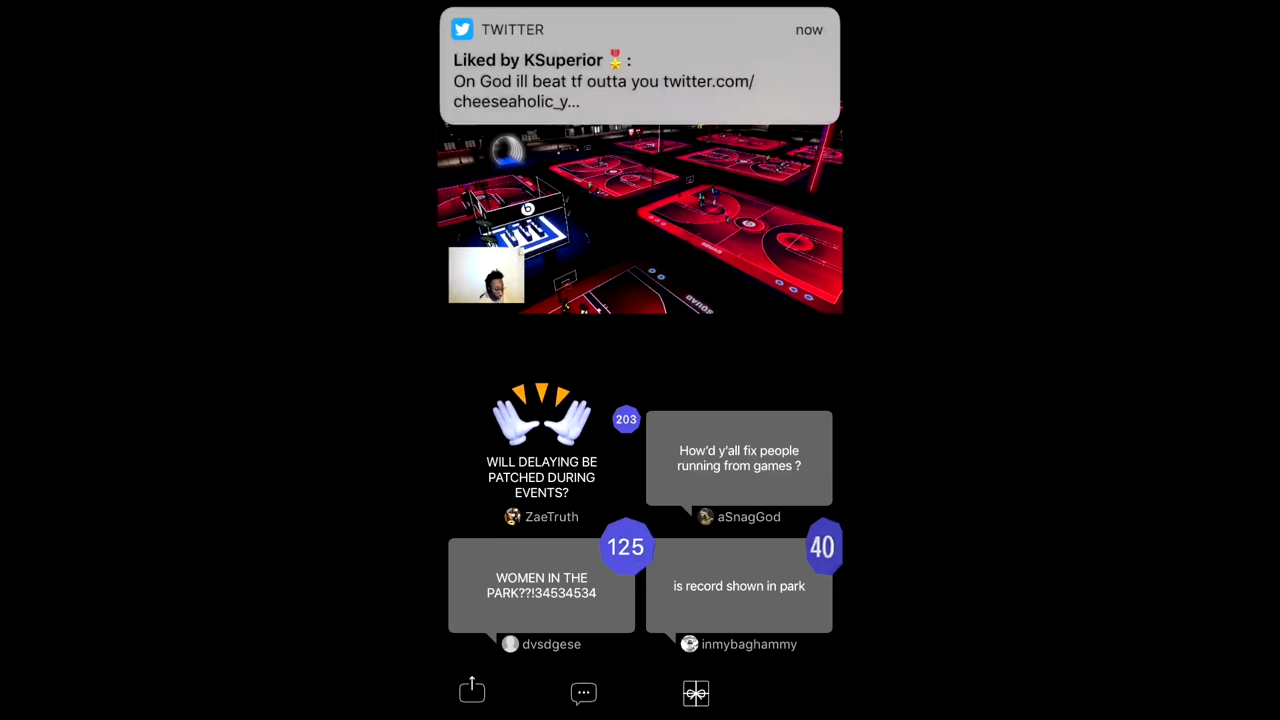 TWITTER
now
Liked by KSuperior🎖️:
On God ill beat tf outta you twitter.com/
cheeseaholic_y...
203
WILL DELAYING BE
PATCHED DURING
EVENTS?
ZaeTruth
How'd y'all fix people
running from games ?
aSnagGod
125
WOMEN IN THE
PARK??!34534534
dvsdgese
40
is record shown in park
inmybaghammy